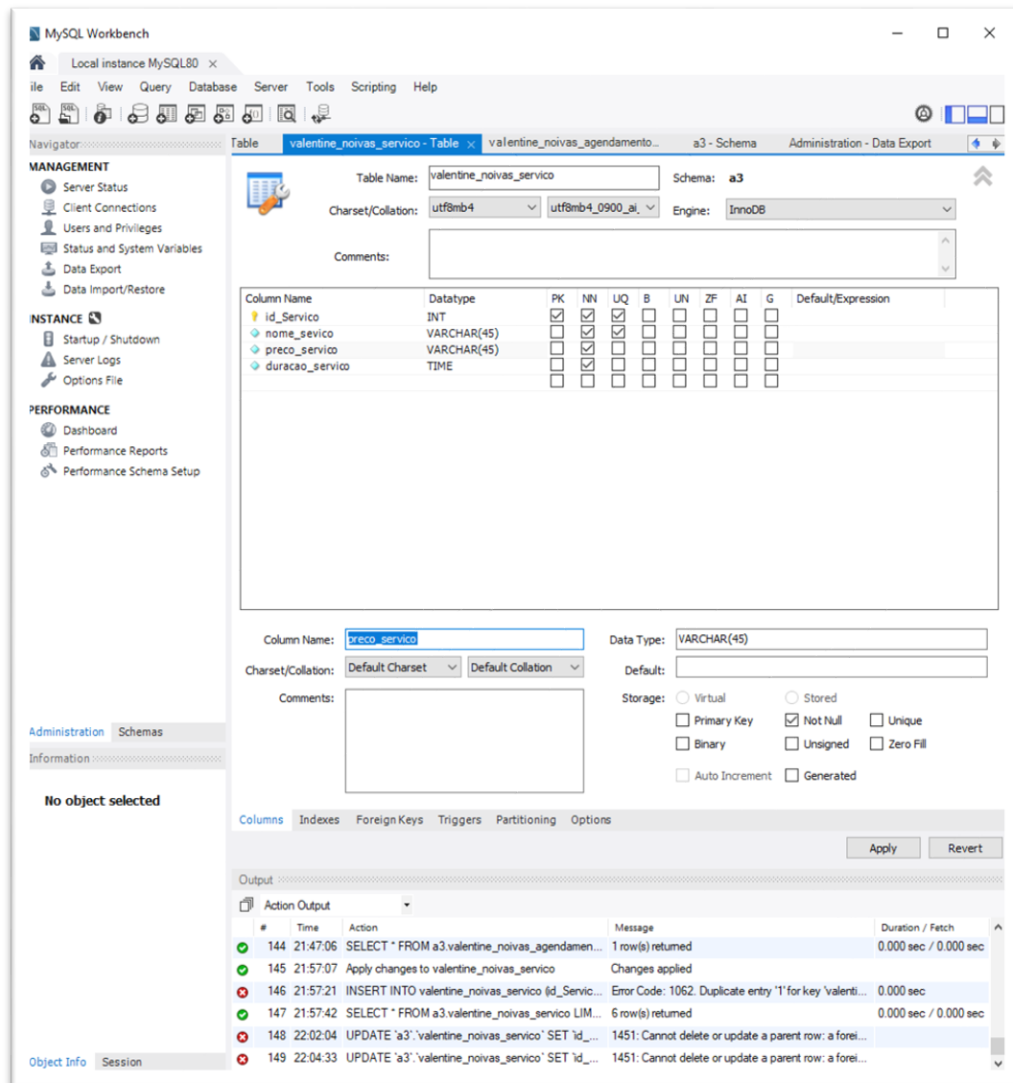 MySQL Workbench
Local instance MySQL80
ile Edit View Query Database Server Tools Scripting Help
Navigator
MANAGEMENT
Server Status
Client Connections
Users and Privileges
Status and System Variables
Data Export
Data Import/Restore
INSTANCE
Startup / Shutdown
Server Logs
Options File
PERFORMANCE
Dashboard
Performance Reports
Performance Schema Setup
Administration Schemas
Information
No object selected
Object Info Session
Table valentine_noivas_servico - Table valentine_noivas_agendamento... a3 - Schema Administration - Data Export
Table Name: valentine_noivas_servico Schema: a3
Charset/Collation: utf8mb4 utf8mb4_0900_ai_ Engine: InnoDB
Comments:
Column Name Datatype PK NN UQ B UN ZF AI G Default/Expression
id_Servico INT
nome_sevico VARCHAR(45)
preco_servico VARCHAR(45)
duracao_servico TIME
Column Name: preco_servico Data Type: VARCHAR(45)
Charset/Collation: Default Charset Default Collation Default:
Comments: Storage: Virtual Stored
Primary Key Not Null Unique
Binary Unsigned Zero Fill
Auto Increment Generated
Columns Indexes Foreign Keys Triggers Partitioning Options
Apply Revert
Output
Action Output
# Time Action Message Duration / Fetch
144 21:47:06 SELECT * FROM a3.valentine_noivas_agendamen... 1 row(s) returned 0.000 sec / 0.000 sec
145 21:57:07 Apply changes to valentine_noivas_servico Changes applied
146 21:57:21 INSERT INTO valentine_noivas_servico (id_Servic... Error Code: 1062. Duplicate entry '1' for key 'valenti... 0.000 sec
147 21:57:42 SELECT * FROM a3.valentine_noivas_servico LIM... 6 row(s) returned 0.000 sec / 0.000 sec
148 22:02:04 UPDATE `a3`.`valentine_noivas_servico` SET `id_... 1451: Cannot delete or update a parent row: a forei...
149 22:04:33 UPDATE `a3`.`valentine_noivas_servico` SET `id_... 1451: Cannot delete or update a parent row: a forei...